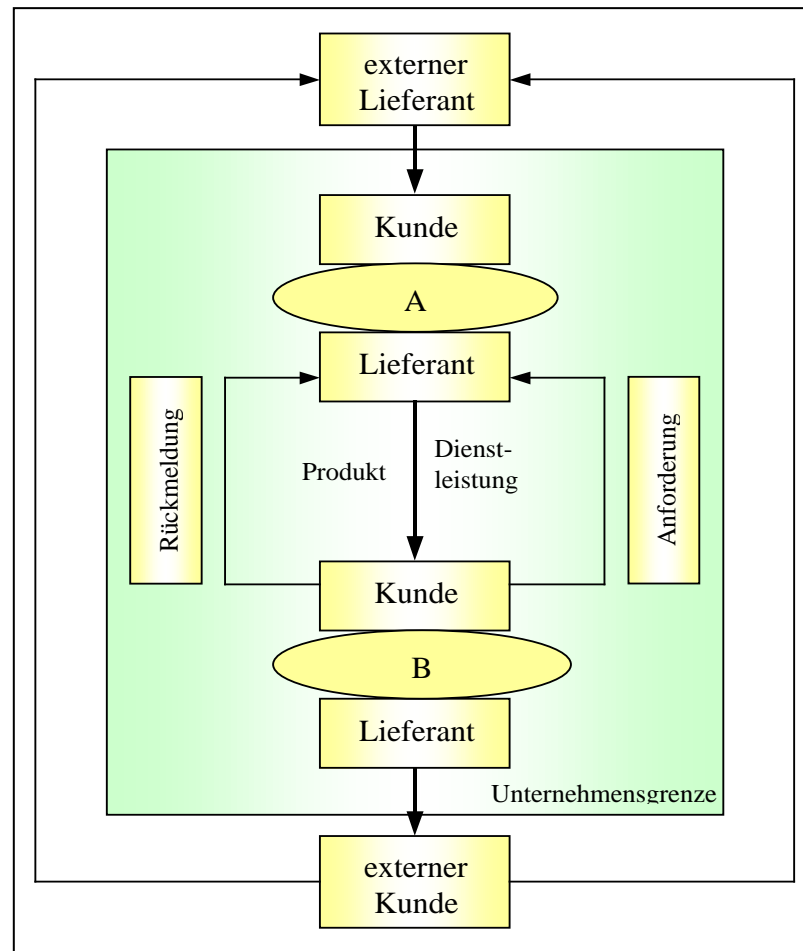 externer
Lieferant
Kunde
A
Lieferant
Rückmeldung
Produkt
Dienst-
leistung
Anforderung
Kunde
B
Lieferant
Unternehmensgrenze
externer
Kunde